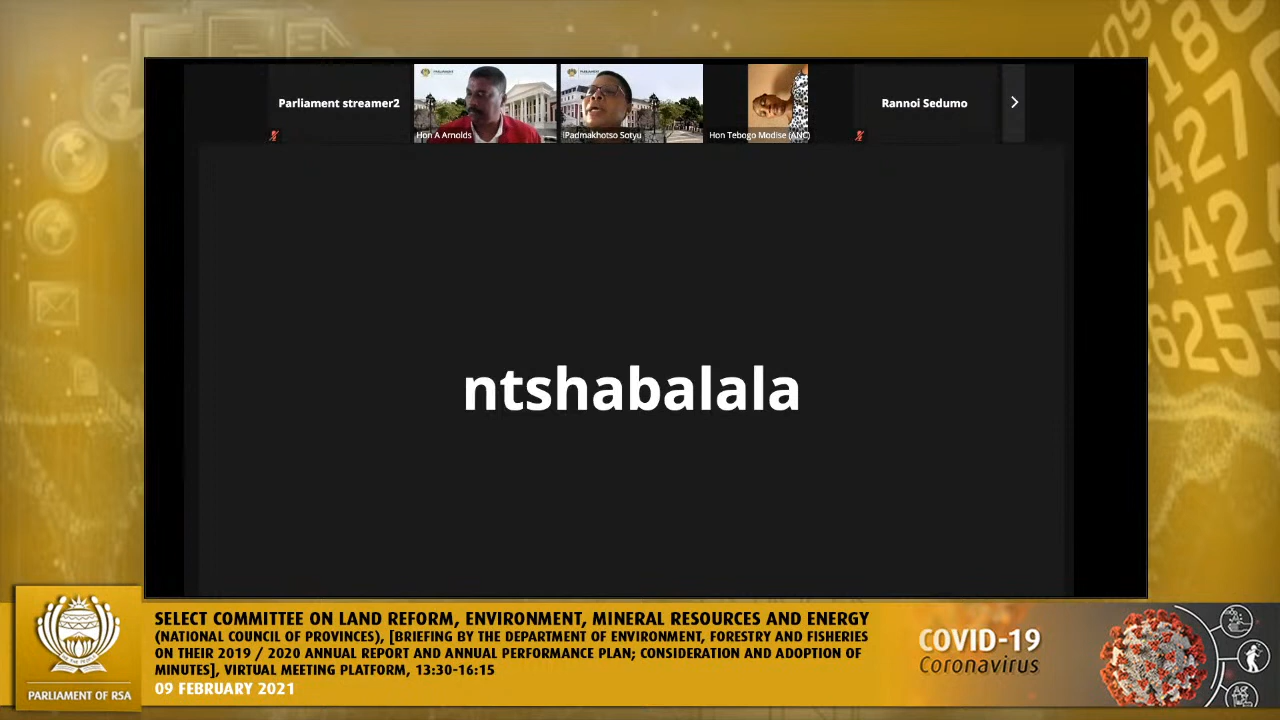 Parliament streamer2
Hon A Arnolds
iPadmakhotso Sotyu
Hon Tebogo Modise (ANC)
Rannoi Sedumo
ntshabalala
SELECT COMMITTEE ON LAND REFORM, ENVIRONMENT, MINERAL RESOURCES AND ENERGY
(NATIONAL COUNCIL OF PROVINCES), [BRIEFING BY THE DEPARTMENT OF ENVIRONMENT, FORESTRY AND FISHERIES
ON THEIR 2019 / 2020 ANNUAL REPORT AND ANNUAL PERFORMANCE PLAN; CONSIDERATION AND ADOPTION OF
MINUTES], VIRTUAL MEETING PLATFORM, 13:30-16:15
09 FEBRUARY 2021
PARLIAMENT OF RSA
COVID-19
Coronavirus